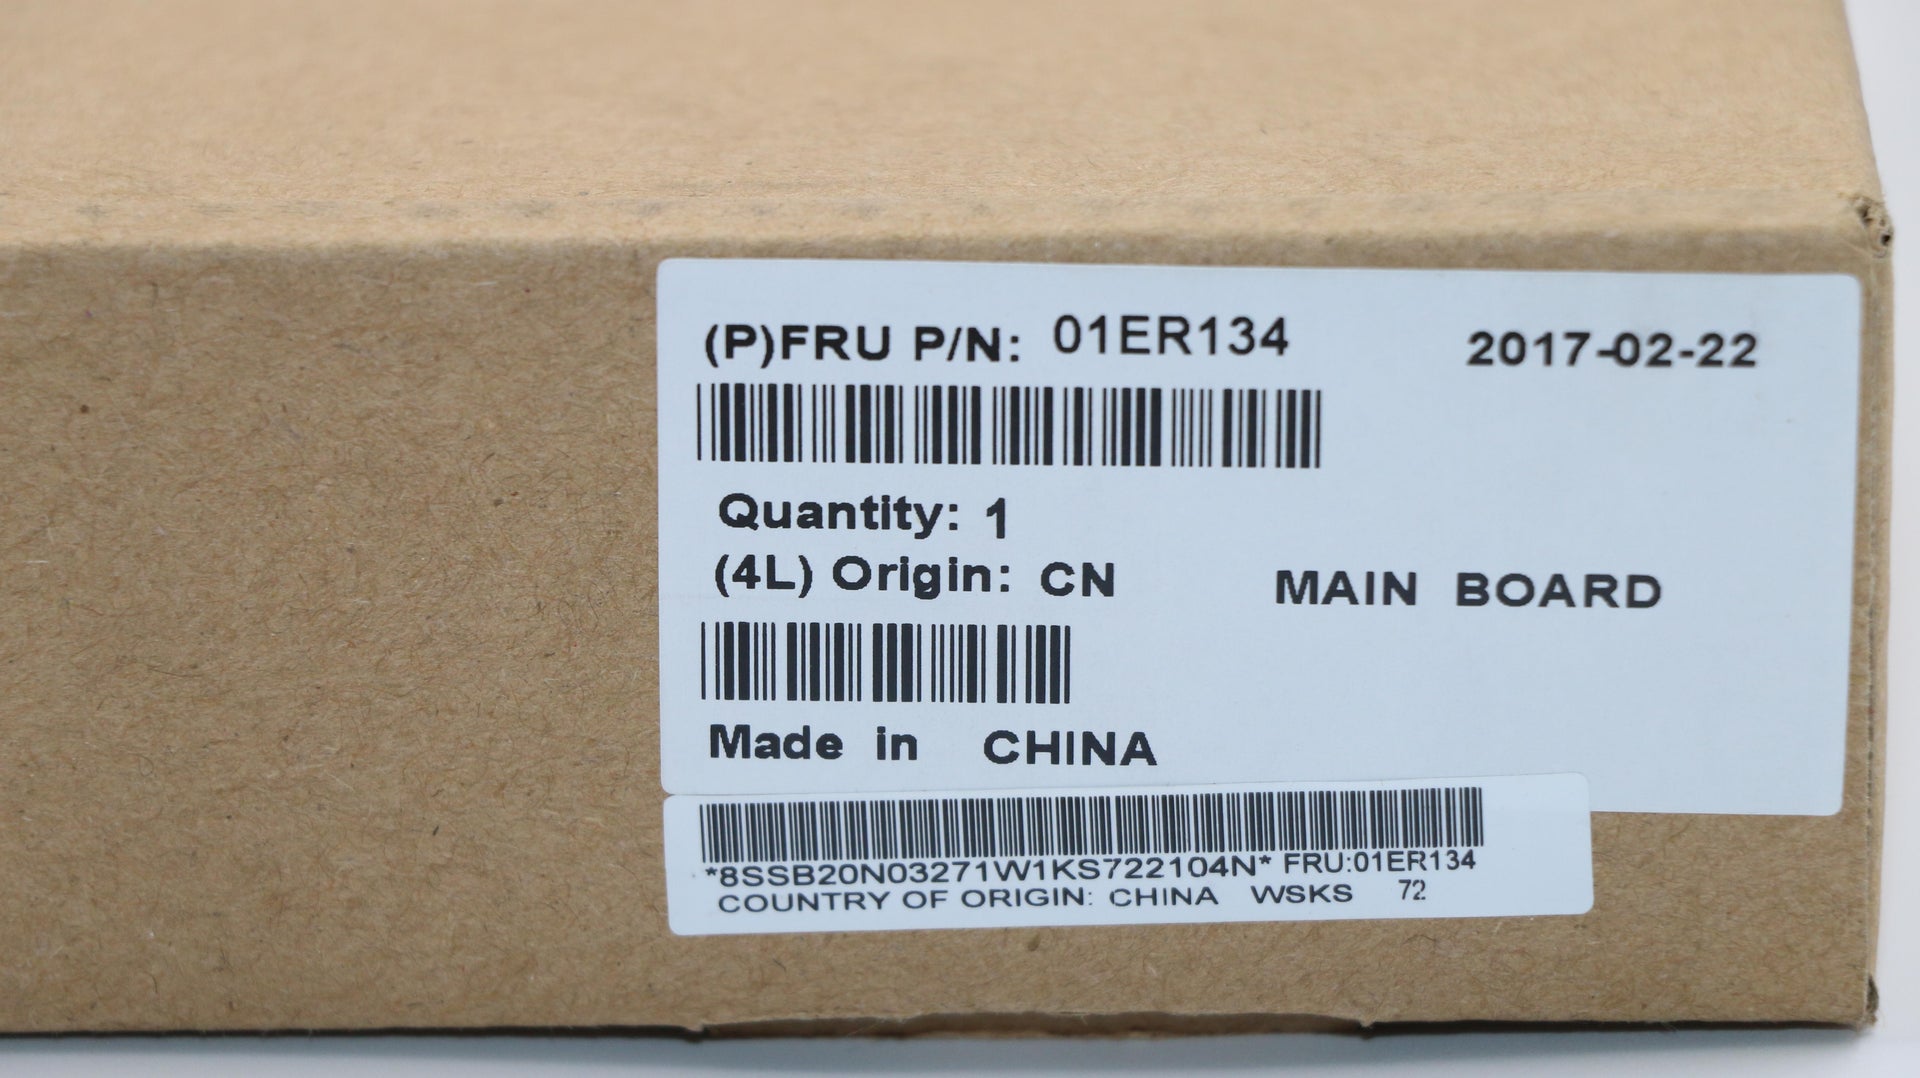 (P)FRU P/N: 01ER134 2017-02-22
Quantity: 1
(4L) Origin: CN MAIN BOARD
Made in CHINA
*8SSB20N03271W1KS722104N* FRU:01ER134
COUNTRY OF ORIGIN: CHINA WSKS 72